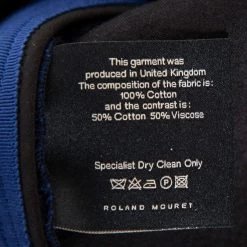 This garment was
produced in United Kingdom
The composition of the fabric is:
100% Cotton
and the contrast is:
50% Cotton 50% Viscose
Specialist Dry Clean Only
ROLAND MOURET